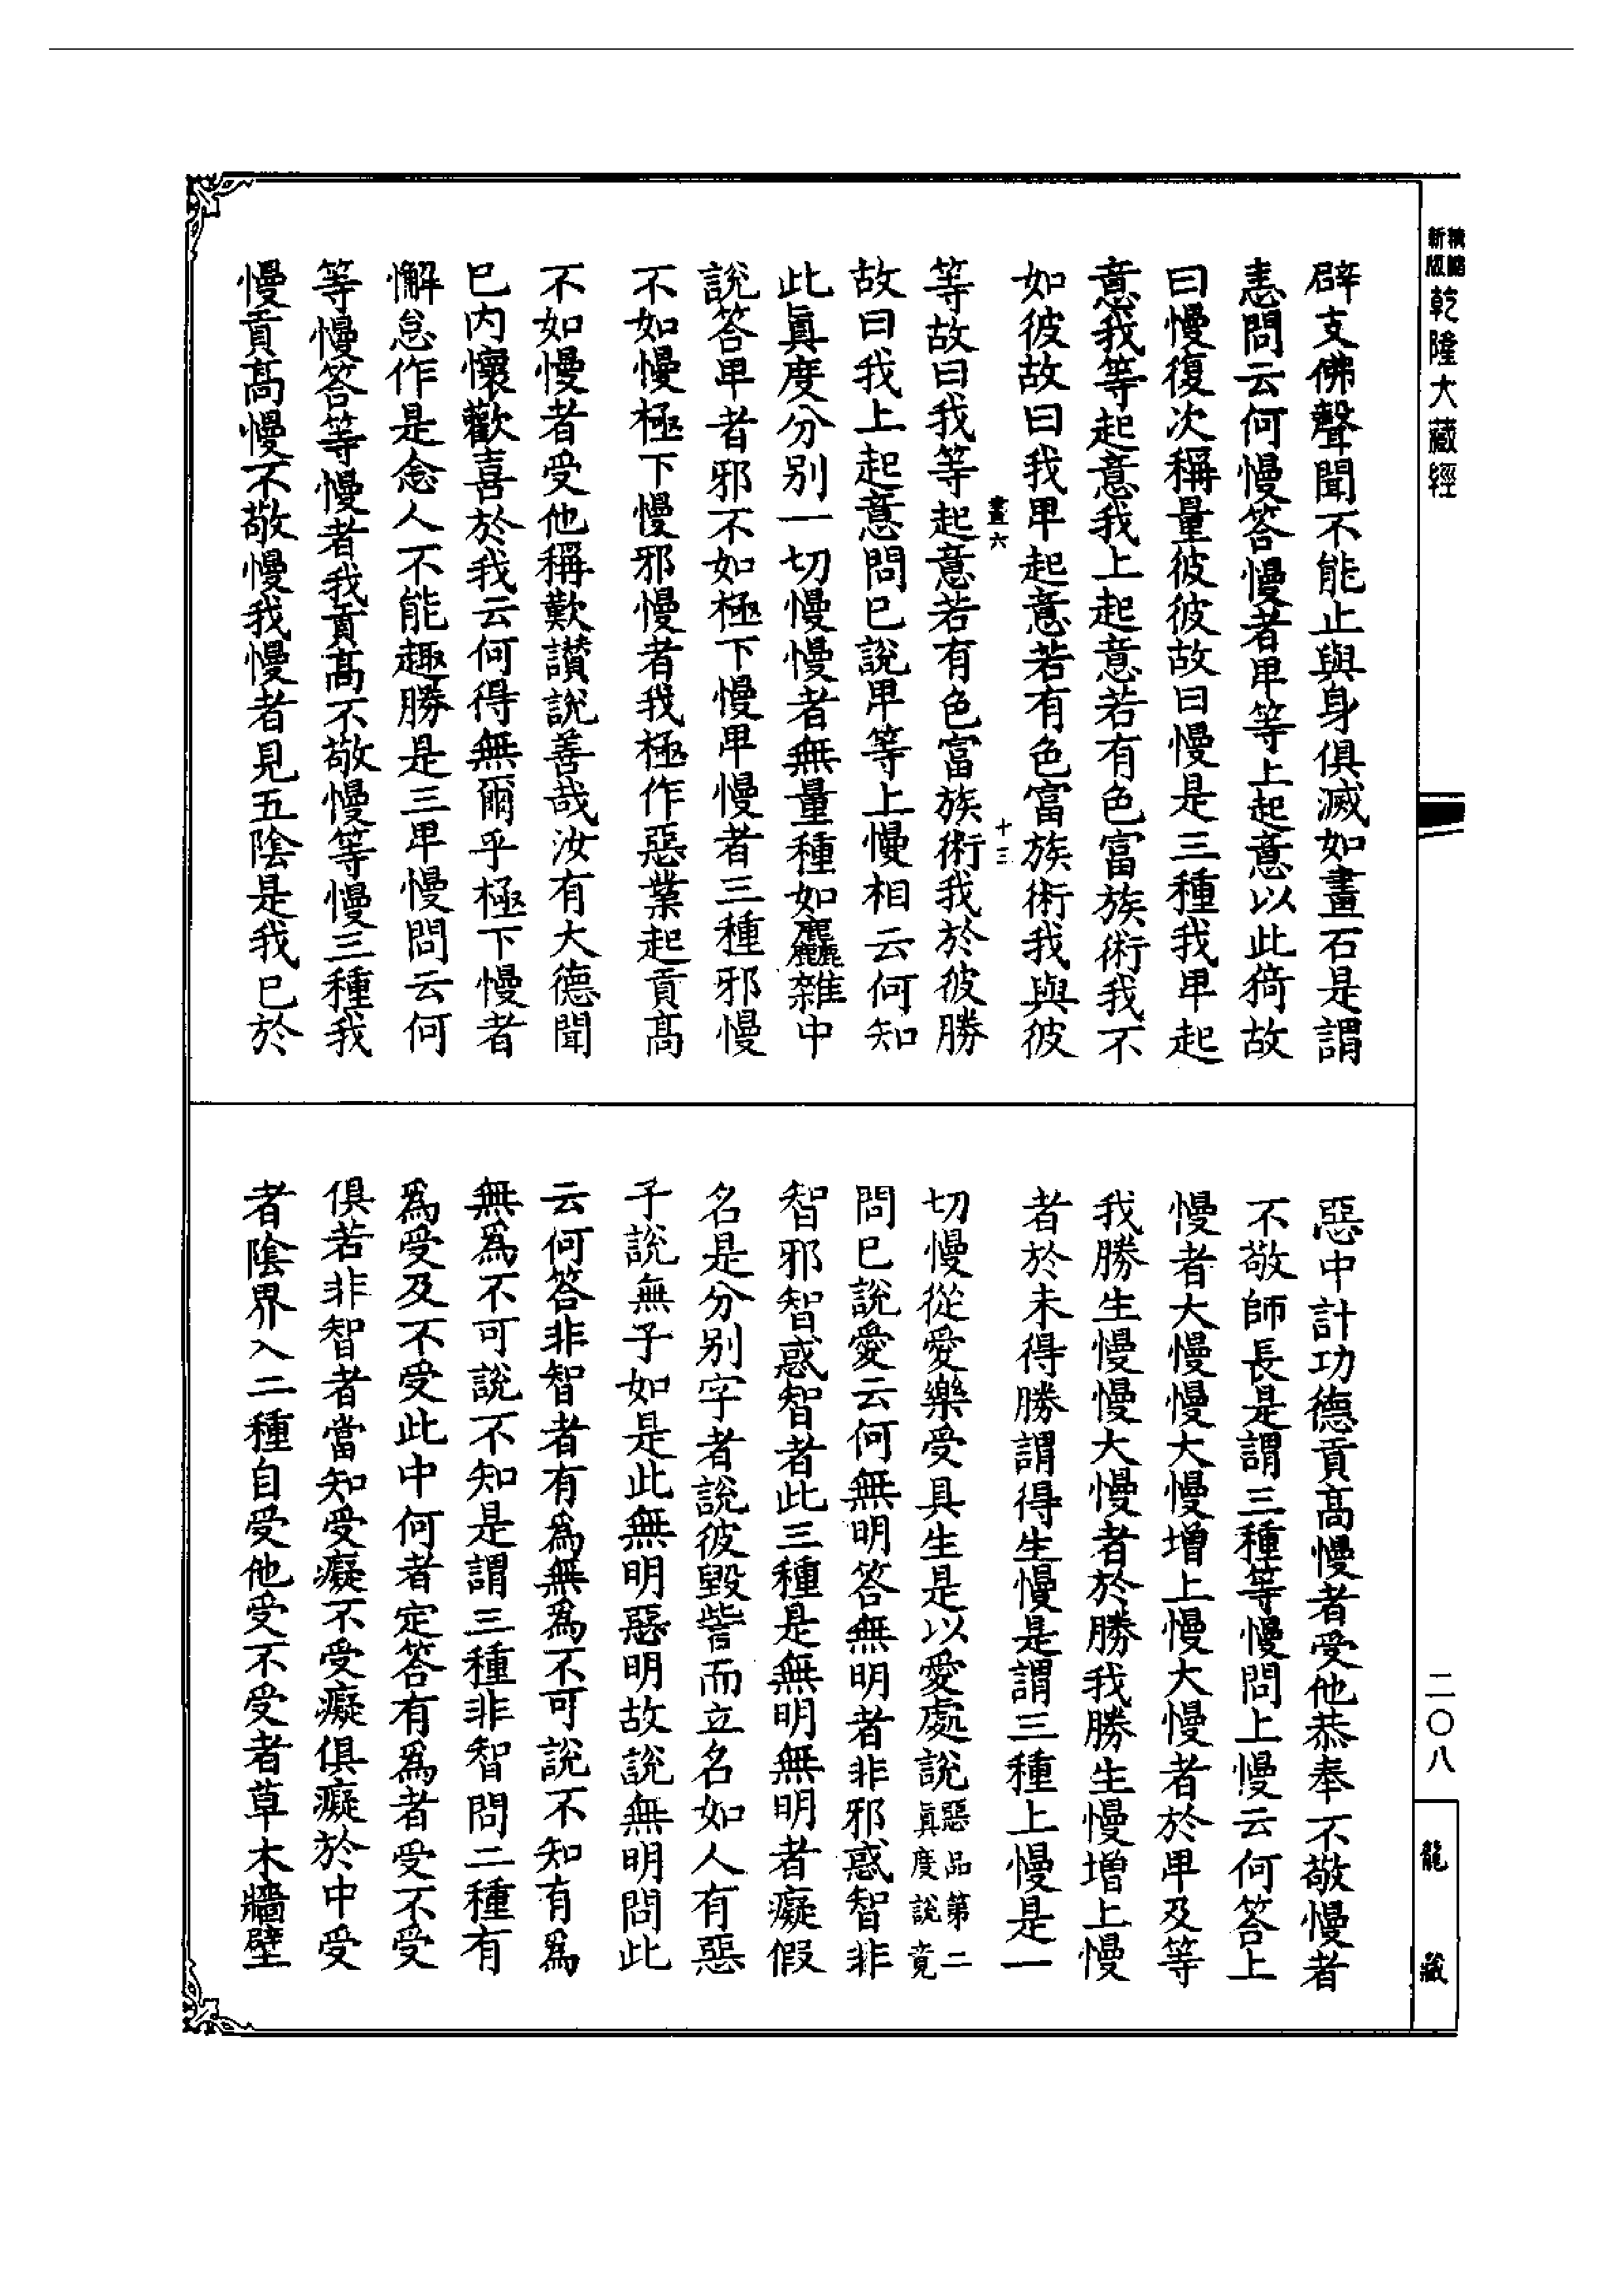 新版精縮
乾隆大藏經
辟支佛聲聞不能止與身俱滅如畫石是謂
恚問云何慢答慢者卑等上起意以此猗故
曰慢復次稱量彼彼故曰慢是三種我卑起
意我等起意我上起意若有色富族術我不
如彼故曰我卑起意若有色富族術我與彼
畫六
十三
等故曰我等起意若有色富族術我於彼勝
故曰我上起意問已說卑等上慢相云何知
此真度分别一切慢慢者無量種如麤雜中
說答卑者邪不如極下慢卑慢者三種邪慢
不如慢極下慢邪慢者我極作惡業起貢高
不如慢者受他稱歎讃說善哉汝有大德聞
已内懷歡喜於我云何得無爾乎極下慢者
懈怠作是念人不能趣勝是三卑慢問云何
等慢答等慢者我貢高不敬慢等慢三種我
慢貢高慢不敬慢我慢者見五陰是我已於
惡中計功德貢高慢者受他恭奉不敬慢者
不敬師長是謂三種等慢問上慢云何答上
慢者大慢慢大慢增上慢大慢者於卑及等
我勝生慢慢大慢者於勝我勝生慢增上慢
者於未得勝謂得生慢是謂三種上慢是一
切慢從愛樂受具生是以愛處說惡品第二真度說竟
問已說愛云何無明答無明者非邪惑智非
智邪智惑智者此三種是無明無明者癡假
名是分别字者說彼毀呰而立名如人有惡
子說無子如是此無明惡明故說無明問此
云何答非智者有為無為不可說不知有為
無為不可說不知是謂三種非智問二種有
為受及不受此中何者定答有為者受不受
俱若非智者當知受癡不受癡俱癡於中受
者陰界入二種自受他受不受者草木牆壁
二〇八
龍藏